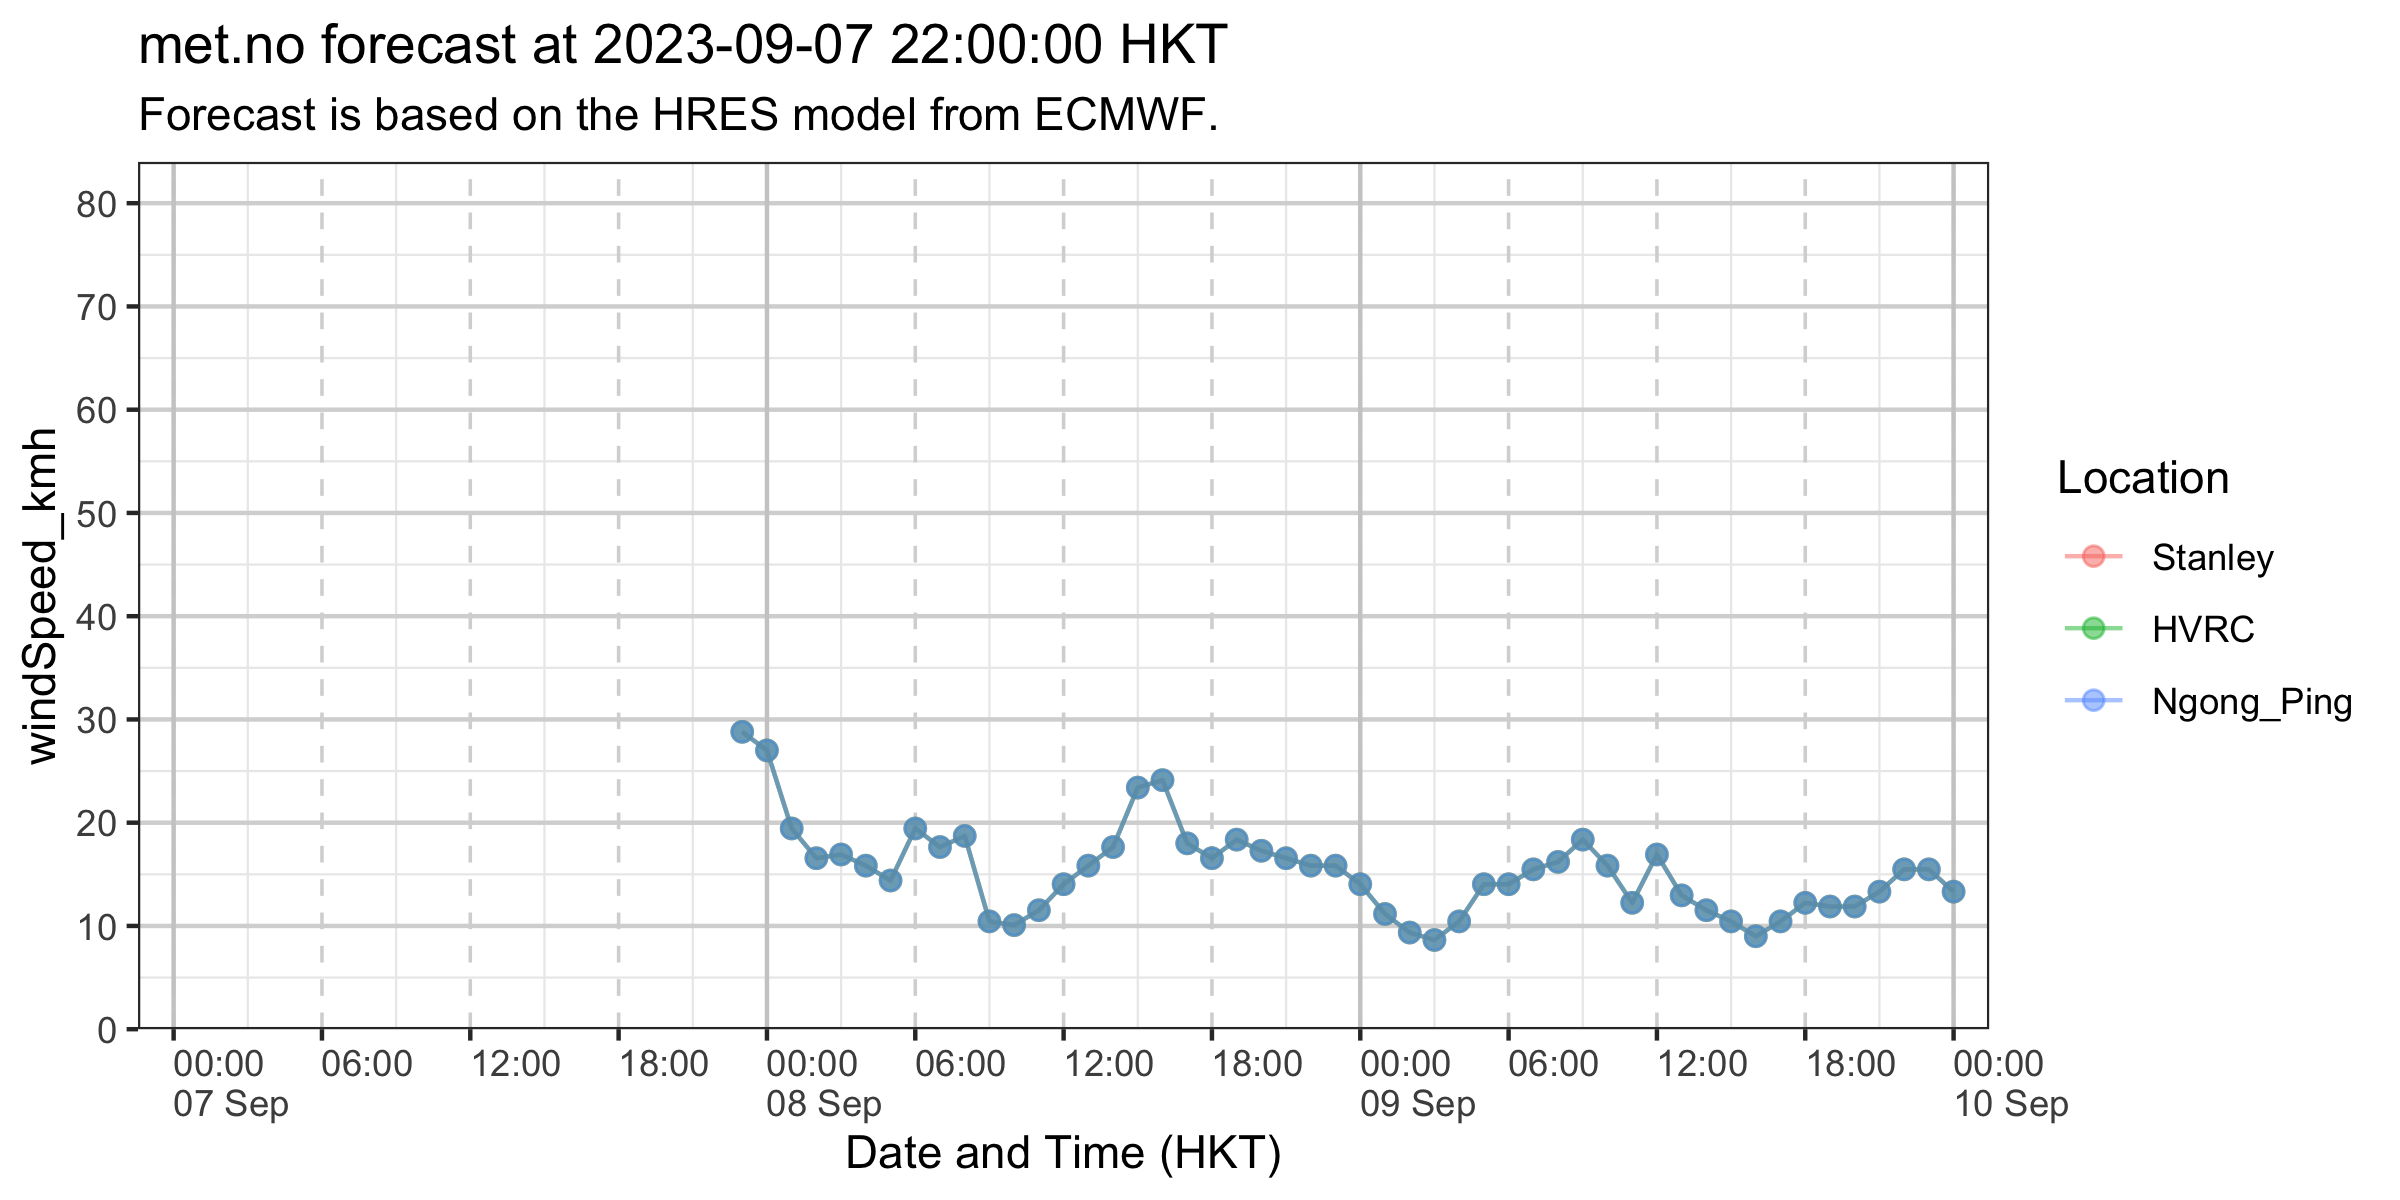 met.no forecast at 2023-09-07 22:00:00 HKT
Forecast is based on the HRES model from ECMWF.
windSpeed_kmh
80
70
60
50
40
30
20
10
0
00:00 06:00 12:00 18:00 00:00 06:00 12:00 18:00 00:00 06:00 12:00 18:00 00:00
07 Sep 08 Sep 09 Sep 10 Sep
Date and Time (HKT)
Location
Stanley
HVRC
Ngong_Ping